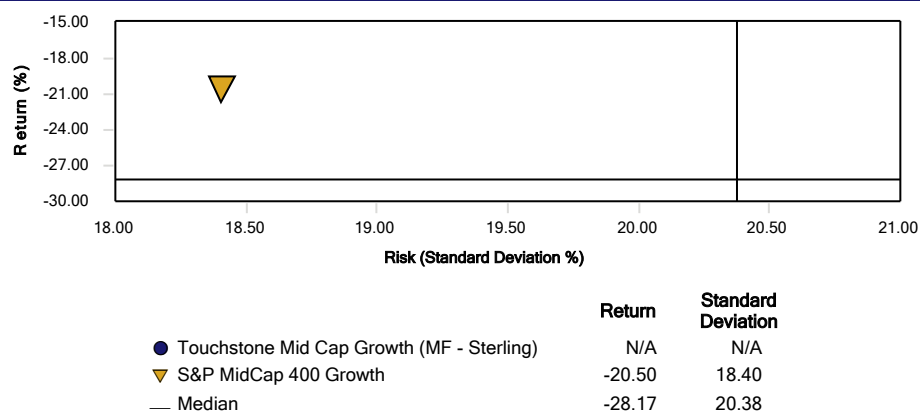 -15.00
-18.00
-21.00
-24.00
-27.00
-30.00
Return (%)
18.00 18.50 19.00 19.50 20.00 20.50 21.00
Risk (Standard Deviation %)
Return Standard Deviation
Touchstone Mid Cap Growth (MF - Sterling) N/A N/A
S&P MidCap 400 Growth -20.50 18.40
Median -28.17 20.38